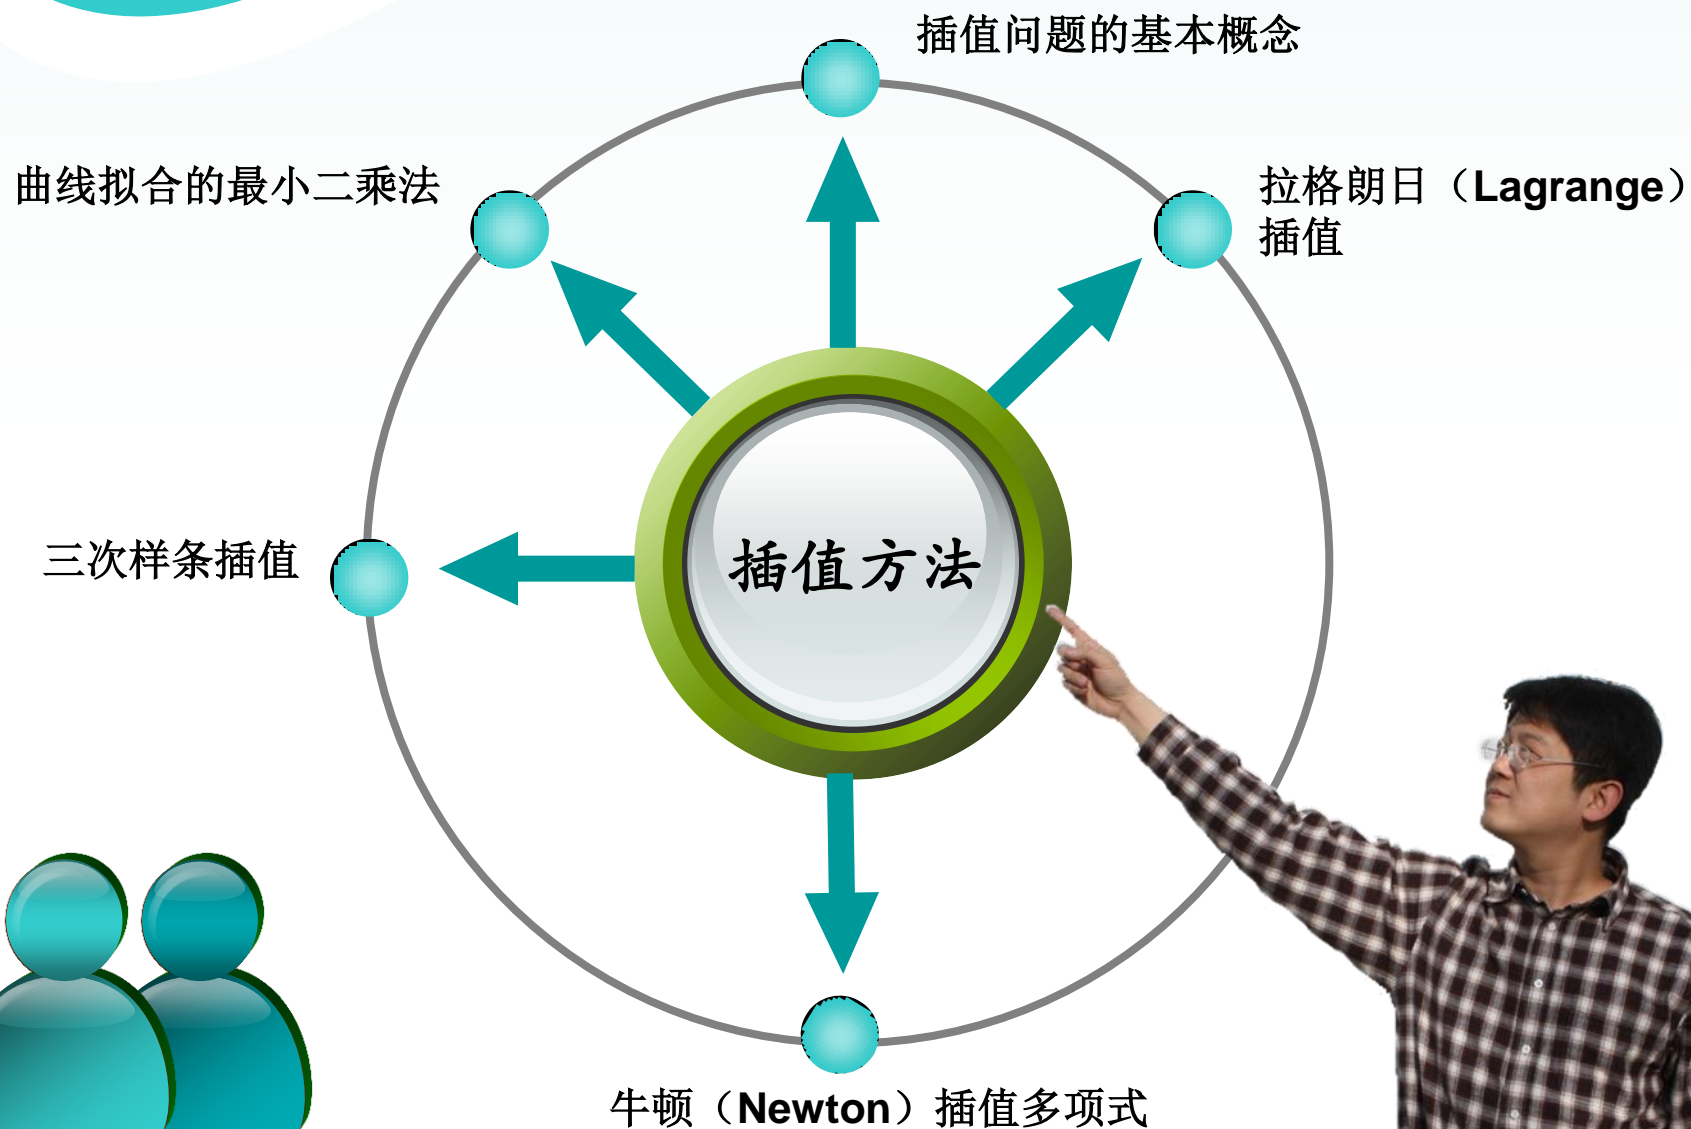 插值问题的基本概念
曲线拟合的最小二乘法
拉格朗日（Lagrange）
插值
三次样条插值
插值方法
牛顿（Newton）插值多项式